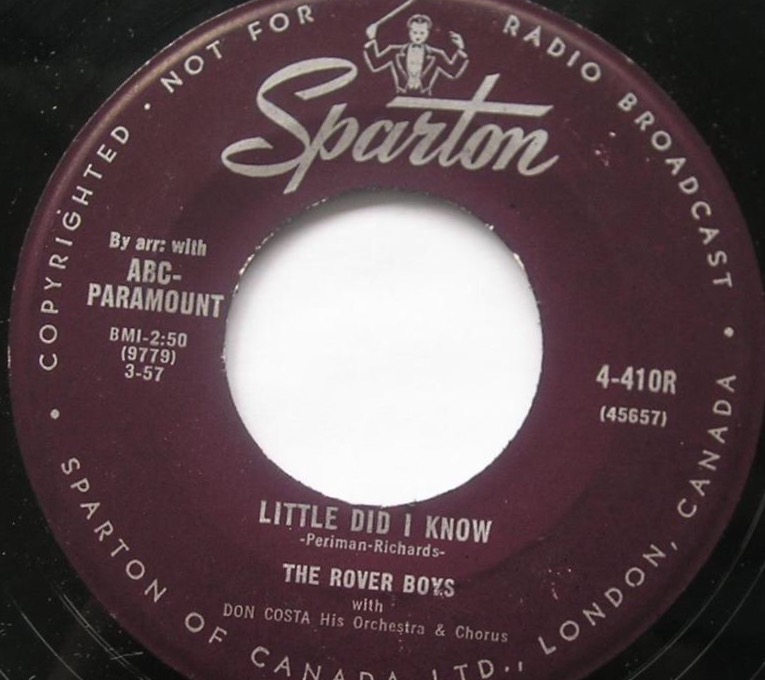 COPYRIGHTED • NOT FOR RADIO BROADCAST •
Sparton
By arr: with
ABC-
PARAMOUNT
BMI-2:50
(9779)
3-57
4-410R
(45657)
LITTLE DID I KNOW
-Periman-Richards-
THE ROVER BOYS
with
DON COSTA His Orchestra & Chorus
• SPARTON OF CANADA LTD., LONDON, CANADA